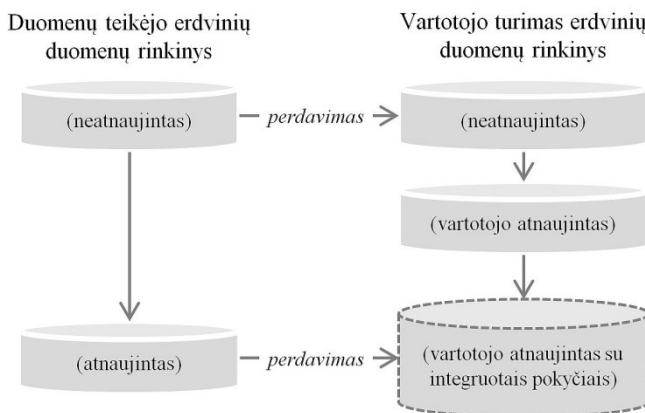 Duomenų teikėjo erdvinių
duomenų rinkinys
Vartotojo turimas erdvinių
duomenų rinkinys
(neatnaujintas)
perdavimas
(neatnaujintas)
(vartotojo atnaujintas)
(atnaujintas)
perdavimas
(vartotojo atnaujintas su
integruotais pokyčiais)